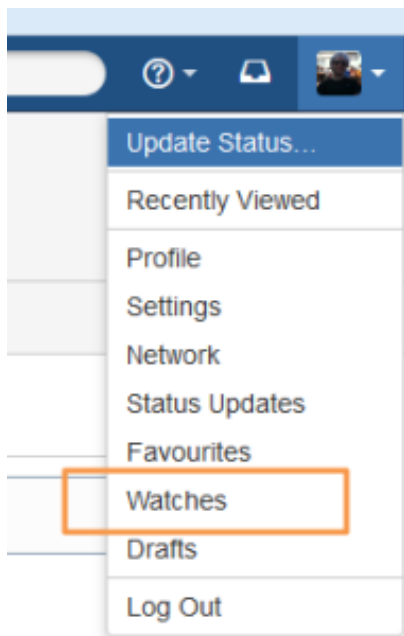 Update Status...
Recently Viewed
Profile
Settings
Network
Status Updates
Favourites
Watches
Drafts
Log Out